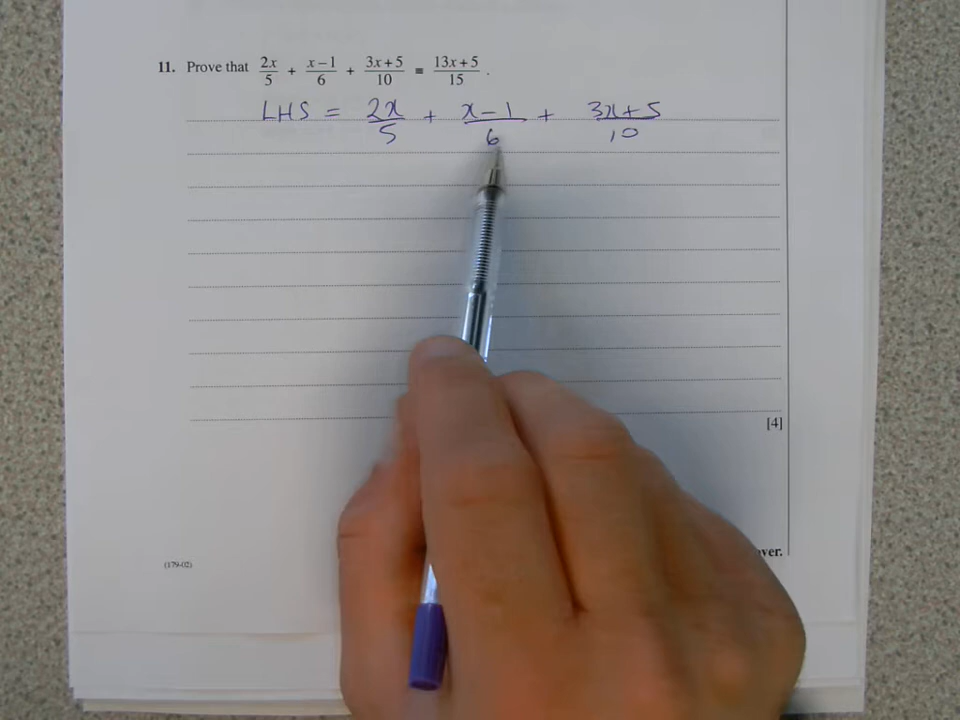 11. Prove that 2x/5 + (x−1)/6 + (3x+5)/10 ≡ (13x+5)/15 .
LHS = 2x/5 + (x−1)/6 + (3x+5)/10
[4]
ver.
(179-02)